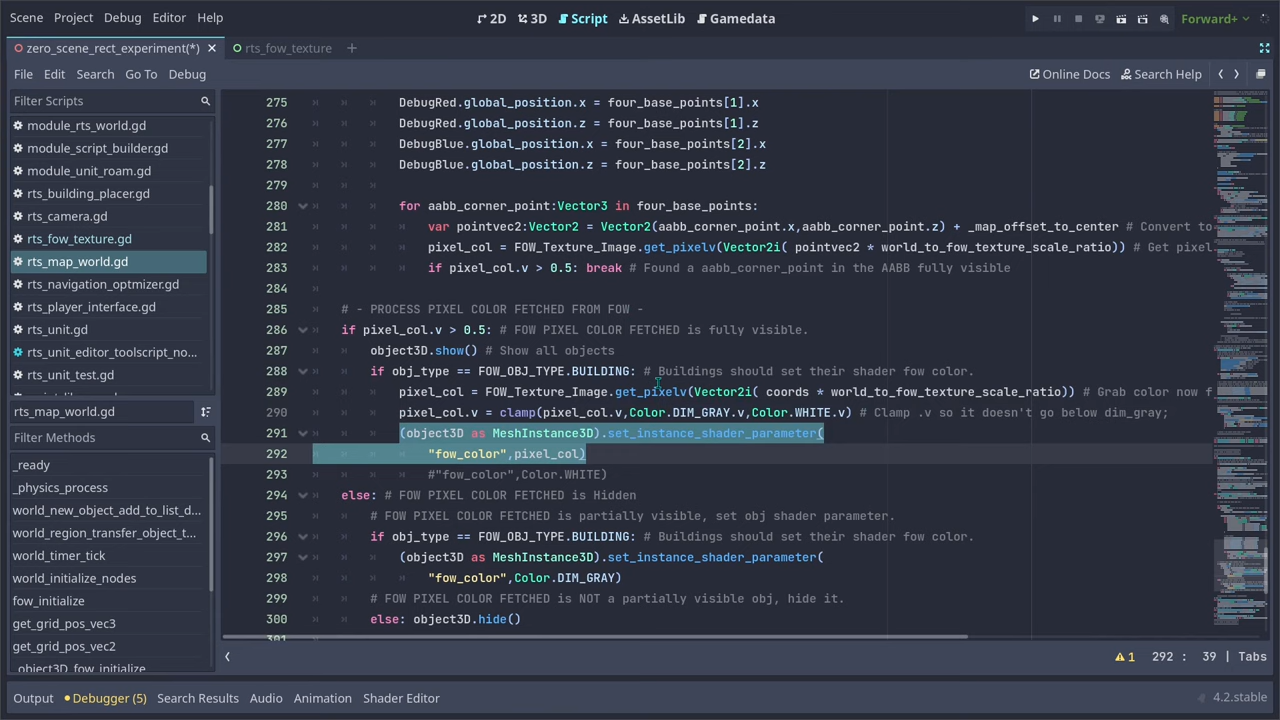 Scene Project Debug Editor Help
2D 3D Script AssetLib Gamedata
Forward+
zero_scene_rect_experiment(*)
rts_fow_texture
File Edit Search Go To Debug
Online Docs Search Help
Filter Scripts
module_rts_world.gd
module_script_builder.gd
module_unit_roam.gd
rts_building_placer.gd
rts_camera.gd
rts_fow_texture.gd
rts_map_world.gd
rts_navigation_optmizer.gd
rts_player_interface.gd
rts_unit.gd
rts_unit_editor_toolscript_no...
rts_unit_test.gd
rts_map_world.gd
Filter Methods
_ready
_physics_process
world_new_object_add_to_list_d...
world_region_transfer_object_t...
world_timer_tick
world_initialize_nodes
fow_initialize
get_grid_pos_vec3
get_grid_pos_vec2
_object3D_fow_initialize
275 DebugRed.global_position.x = four_base_points[1].x
276 DebugRed.global_position.z = four_base_points[1].z
277 DebugBlue.global_position.x = four_base_points[2].x
278 DebugBlue.global_position.z = four_base_points[2].z
279
280 for aabb_corner_point:Vector3 in four_base_points:
281 var pointvec2:Vector2 = Vector2(aabb_corner_point.x,aabb_corner_point.z) + _map_offset_to_center # Convert to
282 pixel_col = FOW_Texture_Image.get_pixelv(Vector2i( pointvec2 * world_to_fow_texture_scale_ratio)) # Get pixel
283 if pixel_col.v > 0.5: break # Found a aabb_corner_point in the AABB fully visible
284
285 # - PROCESS PIXEL COLOR FETCHED FROM FOW -
286 if pixel_col.v > 0.5: # FOW PIXEL COLOR FETCHED is fully visible.
287 object3D.show() # Show all objects
288 if obj_type == FOW_OBJ_TYPE.BUILDING: # Buildings should set their shader fow color.
289 pixel_col = FOW_Texture_Image.get_pixelv(Vector2i( coods * world_to_fow_texture_scale_ratio)) # Grab color now f
290 pixel_col.v = clamp(pixel_col.v,Color.DIM_GRAY.v,Color.WHITE.v) # Clamp .v so it doesn't go below dim_gray;
291 (object3D as MeshInstance3D).set_instance_shader_parameter(
292 "fow_color",pixel_col)
293 #"fow_color",Color.WHITE)
294 else: # FOW PIXEL COLOR FETCHED is Hidden
295 # FOW PIXEL COLOR FETCHED is partially visible, set obj shader parameter.
296 if obj_type == FOW_OBJ_TYPE.BUILDING: # Buildings should set their shader fow color.
297 (object3D as MeshInstance3D).set_instance_shader_parameter(
298 "fow_color",Color.DIM_GRAY)
299 # FOW PIXEL COLOR FETCHED is NOT a partially visible obj, hide it.
300 else: object3D.hide()
301
1 292 : 39 | Tabs
Output Debugger (5) Search Results Audio Animation Shader Editor
4.2.stable